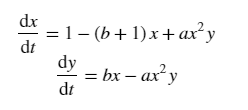 dx/dt = 1 − (b + 1)x + ax²y
dy/dt = bx − ax²y